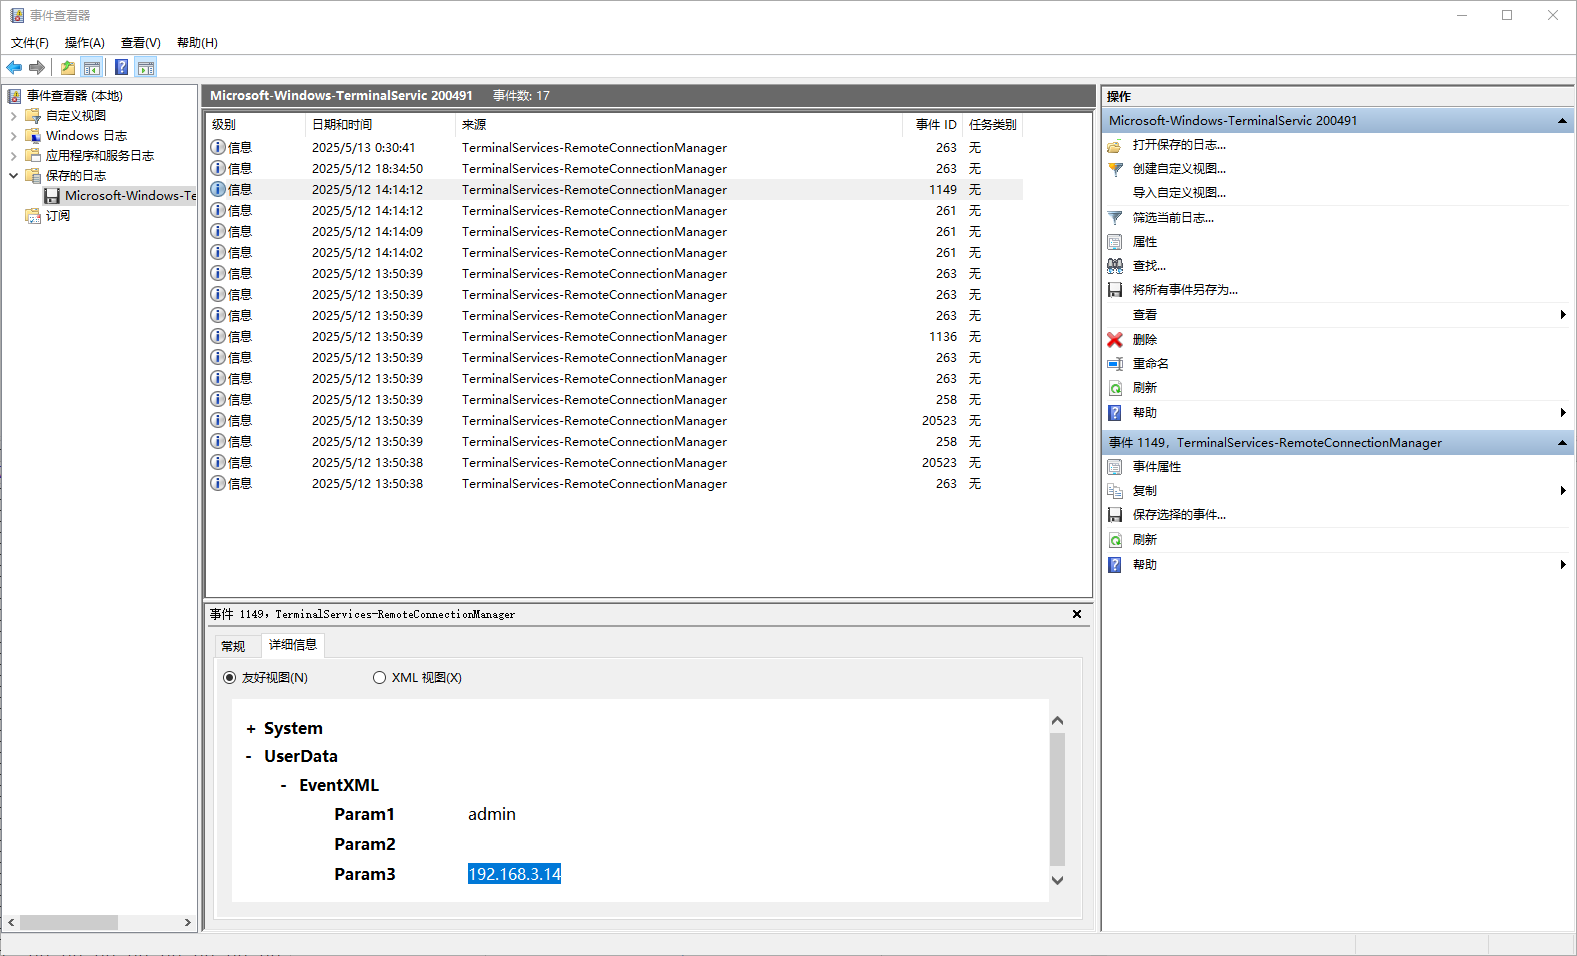 事件查看器
文件(F) 操作(A) 查看(V) 帮助(H)
事件查看器 (本地)
自定义视图
Windows 日志
应用程序和服务日志
保存的日志
Microsoft-Windows-Te
订阅
Microsoft-Windows-TerminalServic 200491 事件数: 17
级别 日期和时间 来源 事件 ID 任务类别
信息 2025/5/13 0:30:41 TerminalServices-RemoteConnectionManager 263 无
信息 2025/5/12 18:34:50 TerminalServices-RemoteConnectionManager 263 无
信息 2025/5/12 14:14:12 TerminalServices-RemoteConnectionManager 1149 无
信息 2025/5/12 14:14:12 TerminalServices-RemoteConnectionManager 261 无
信息 2025/5/12 14:14:09 TerminalServices-RemoteConnectionManager 261 无
信息 2025/5/12 14:14:02 TerminalServices-RemoteConnectionManager 261 无
信息 2025/5/12 13:50:39 TerminalServices-RemoteConnectionManager 263 无
信息 2025/5/12 13:50:39 TerminalServices-RemoteConnectionManager 263 无
信息 2025/5/12 13:50:39 TerminalServices-RemoteConnectionManager 263 无
信息 2025/5/12 13:50:39 TerminalServices-RemoteConnectionManager 1136 无
信息 2025/5/12 13:50:39 TerminalServices-RemoteConnectionManager 263 无
信息 2025/5/12 13:50:39 TerminalServices-RemoteConnectionManager 263 无
信息 2025/5/12 13:50:39 TerminalServices-RemoteConnectionManager 258 无
信息 2025/5/12 13:50:39 TerminalServices-RemoteConnectionManager 20523 无
信息 2025/5/12 13:50:39 TerminalServices-RemoteConnectionManager 258 无
信息 2025/5/12 13:50:38 TerminalServices-RemoteConnectionManager 20523 无
信息 2025/5/12 13:50:38 TerminalServices-RemoteConnectionManager 263 无
事件 1149，TerminalServices-RemoteConnectionManager
常规 详细信息
友好视图(N) XML 视图(X)
+ System
- UserData
- EventXML
Param1 admin
Param2
Param3 192.168.3.14
操作
Microsoft-Windows-TerminalServic 200491
打开保存的日志...
创建自定义视图...
导入自定义视图...
筛选当前日志...
属性
查找...
将所有事件另存为...
查看
删除
重命名
刷新
帮助
事件 1149，TerminalServices-RemoteConnectionManager
事件属性
复制
保存选择的事件...
刷新
帮助